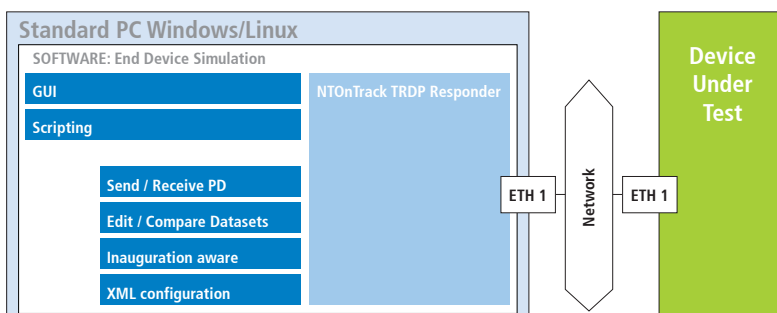 Standard PC Windows/Linux
SOFTWARE: End Device Simulation
GUI
Scripting
Send / Receive PD
Edit / Compare Datasets
Inauguration aware
XML configuration
NTOnTrack TRDP Responder
ETH 1
Network
ETH 1
Device
Under
Test